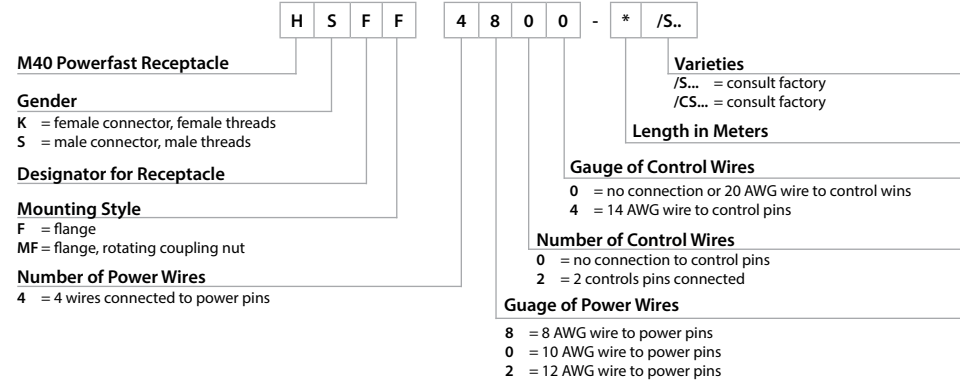 H S F F 4 8 0 0 - * /S..
M40 Powerfast Receptacle
Gender
K = female connector, female threads
S = male connector, male threads
Designator for Receptacle
Mounting Style
F = flange
MF = flange, rotating coupling nut
Number of Power Wires
4 = 4 wires connected to power pins
Varieties
/S... = consult factory
/CS... = consult factory
Length in Meters
Gauge of Control Wires
0 = no connection or 20 AWG wire to control wins
4 = 14 AWG wire to control pins
Number of Control Wires
0 = no connection to control pins
2 = 2 controls pins connected
Guage of Power Wires
8 = 8 AWG wire to power pins
0 = 10 AWG wire to power pins
2 = 12 AWG wire to power pins